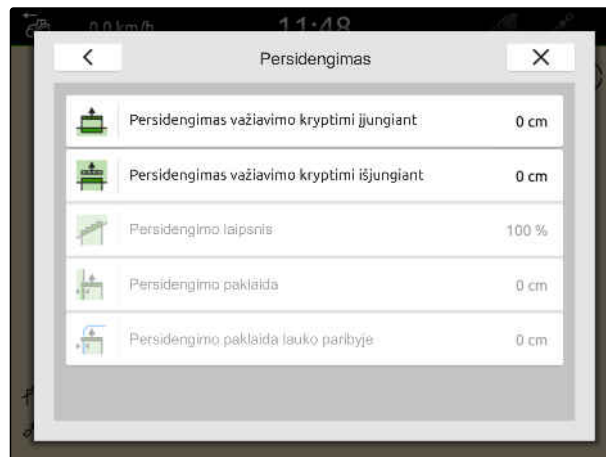 0.0 km/h
11:48
Persidengimas
Persidengimas važiavimo kryptimi įjungiant
0 cm
Persidengimas važiavimo kryptimi išjungiant
0 cm
Persidengimo laipsnis
100 %
Persidengimo paklaida
0 cm
Persidengimo paklaida lauko paribyje
0 cm